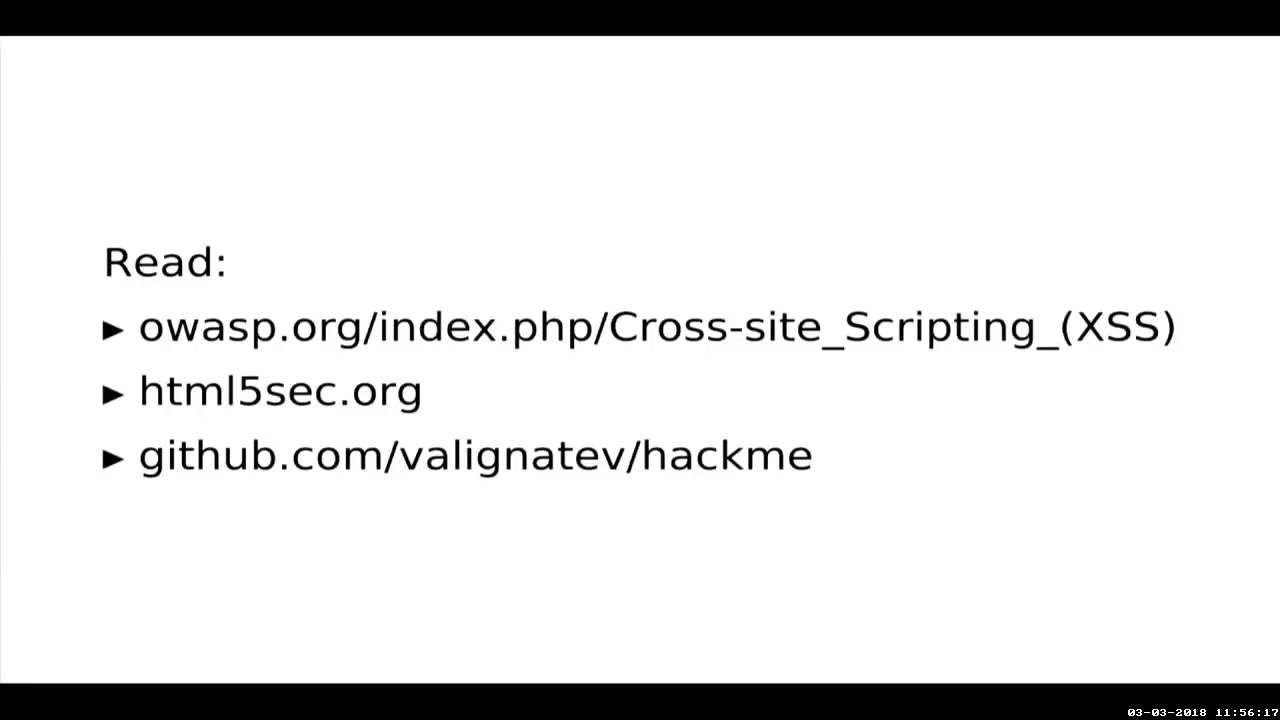 Read:
▶ owasp.org/index.php/Cross-site_Scripting_(XSS)
▶ html5sec.org
▶ github.com/valignatev/hackme
03-03-2018 11:56:17